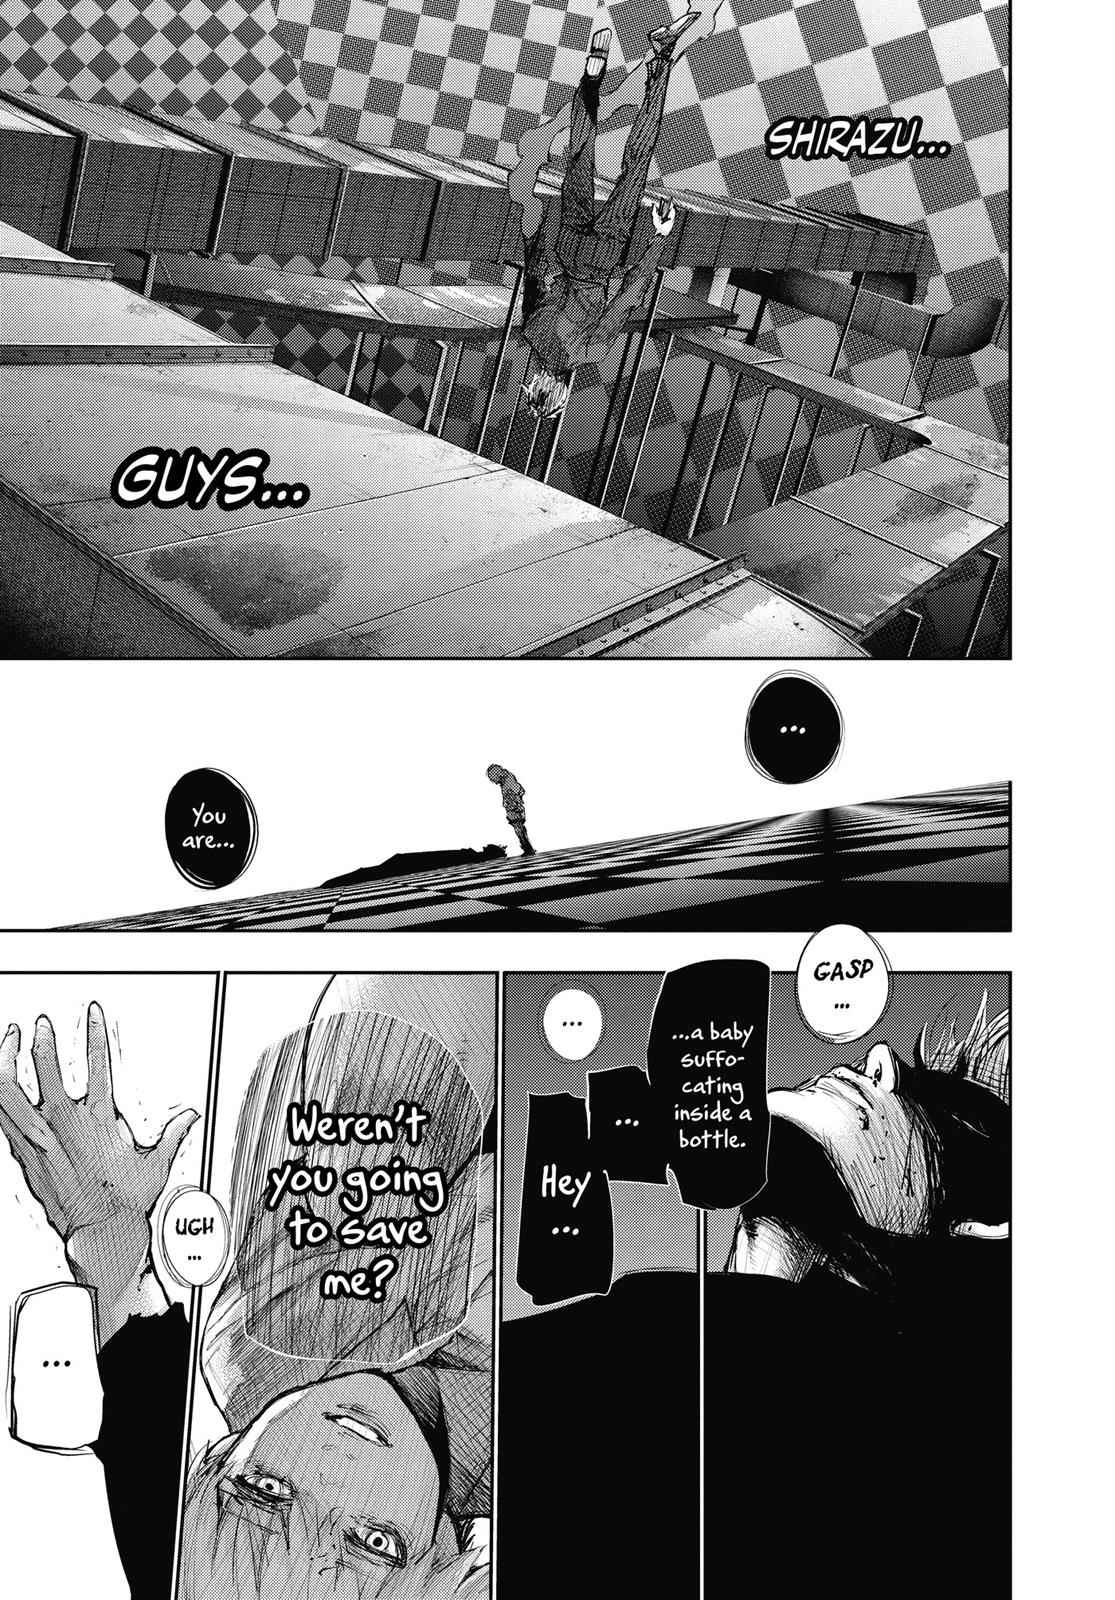 SHIRAZU...
GUYS...
...
You
are...
GASP
...
...a baby
suffo-
cating
inside a
bottle.
...
...
Hey
...
Weren't
you going
to save
me?
UGH
...
...